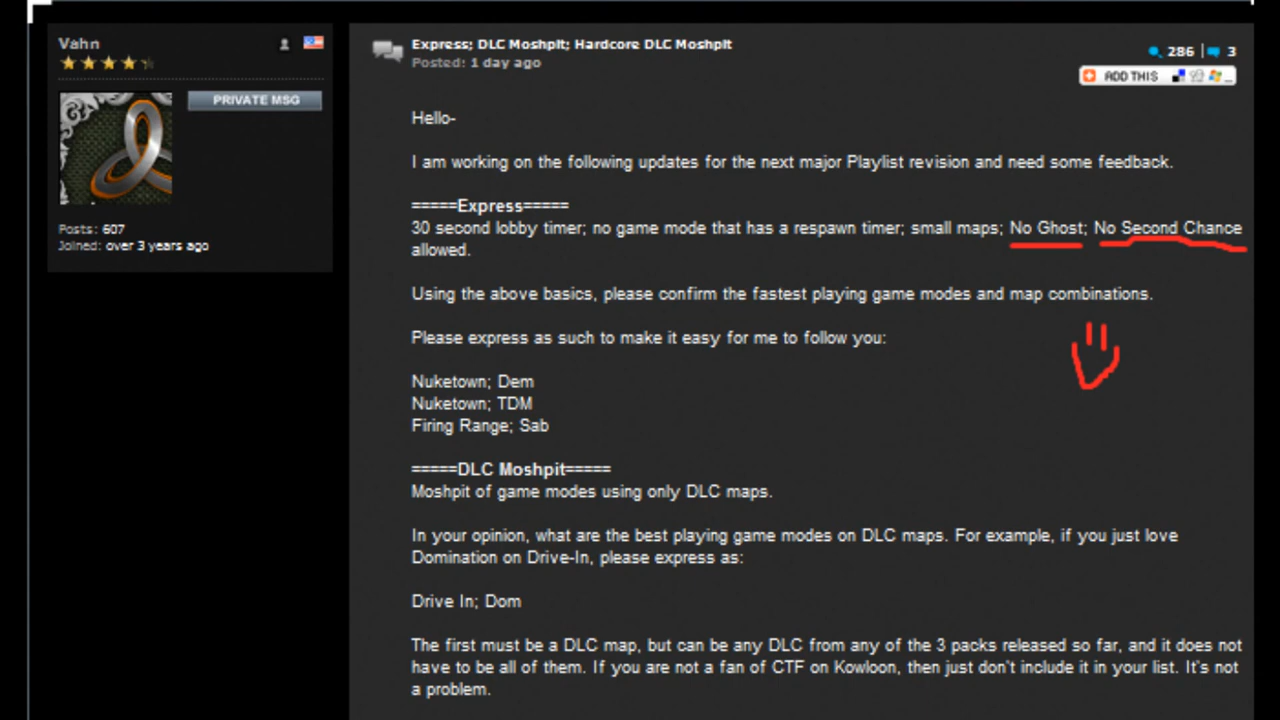 Vahn
PRIVATE MSG
Posts: 607
Joined: over 3 years ago
Express; DLC Moshpit; Hardcore DLC Moshpit
Posted: 1 day ago
286 | 3
ADD THIS
Hello-
I am working on the following updates for the next major Playlist revision and need some feedback.
=====Express=====
30 second lobby timer; no game mode that has a respawn timer; small maps; No Ghost; No Second Chance
allowed.
Using the above basics, please confirm the fastest playing game modes and map combinations.
Please express as such to make it easy for me to follow you:
Nuketown; Dem
Nuketown; TDM
Firing Range; Sab
=====DLC Moshpit=====
Moshpit of game modes using only DLC maps.
In your opinion, what are the best playing game modes on DLC maps. For example, if you just love
Domination on Drive-In, please express as:
Drive In; Dom
The first must be a DLC map, but can be any DLC from any of the 3 packs released so far, and it does not
have to be all of them. If you are not a fan of CTF on Kowloon, then just don't include it in your list. It's not
a problem.